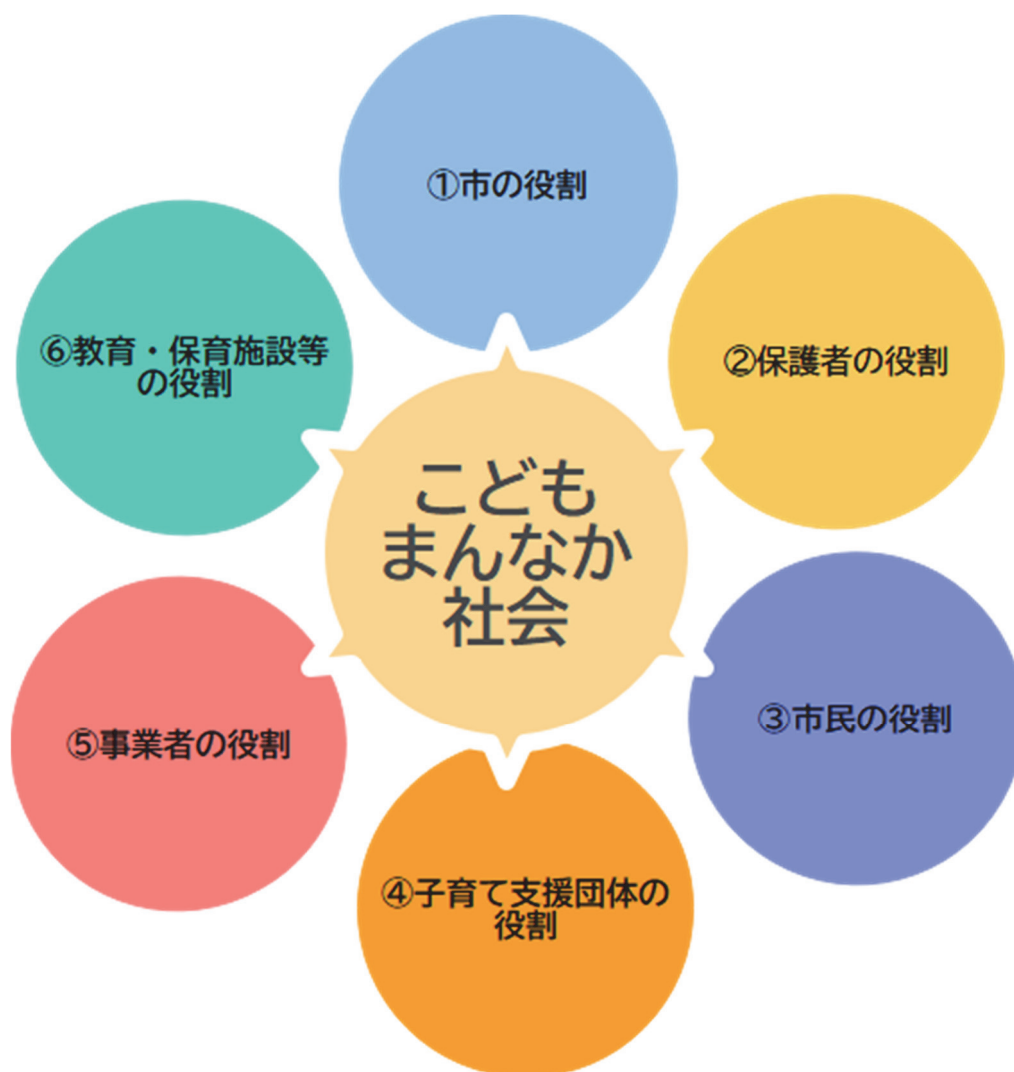 ①市の役割
②保護者の役割
③市民の役割
④子育て支援団体の
役割
⑤事業者の役割
⑥教育・保育施設等
の役割
こども
まんなか
社会